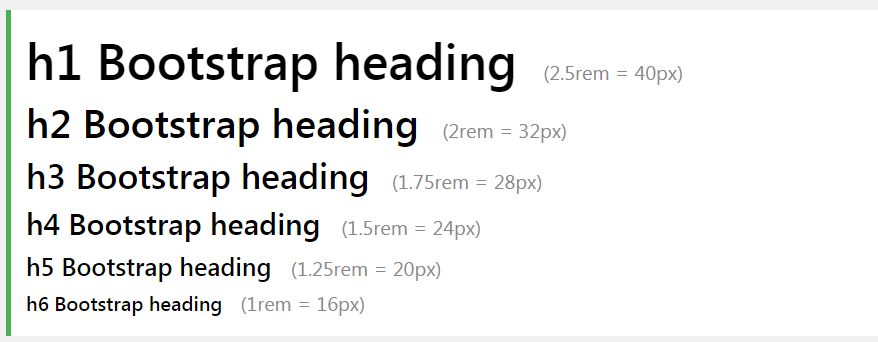 h1 Bootstrap heading (2.5rem = 40px)
h2 Bootstrap heading (2rem = 32px)
h3 Bootstrap heading (1.75rem = 28px)
h4 Bootstrap heading (1.5rem = 24px)
h5 Bootstrap heading (1.25rem = 20px)
h6 Bootstrap heading (1rem = 16px)